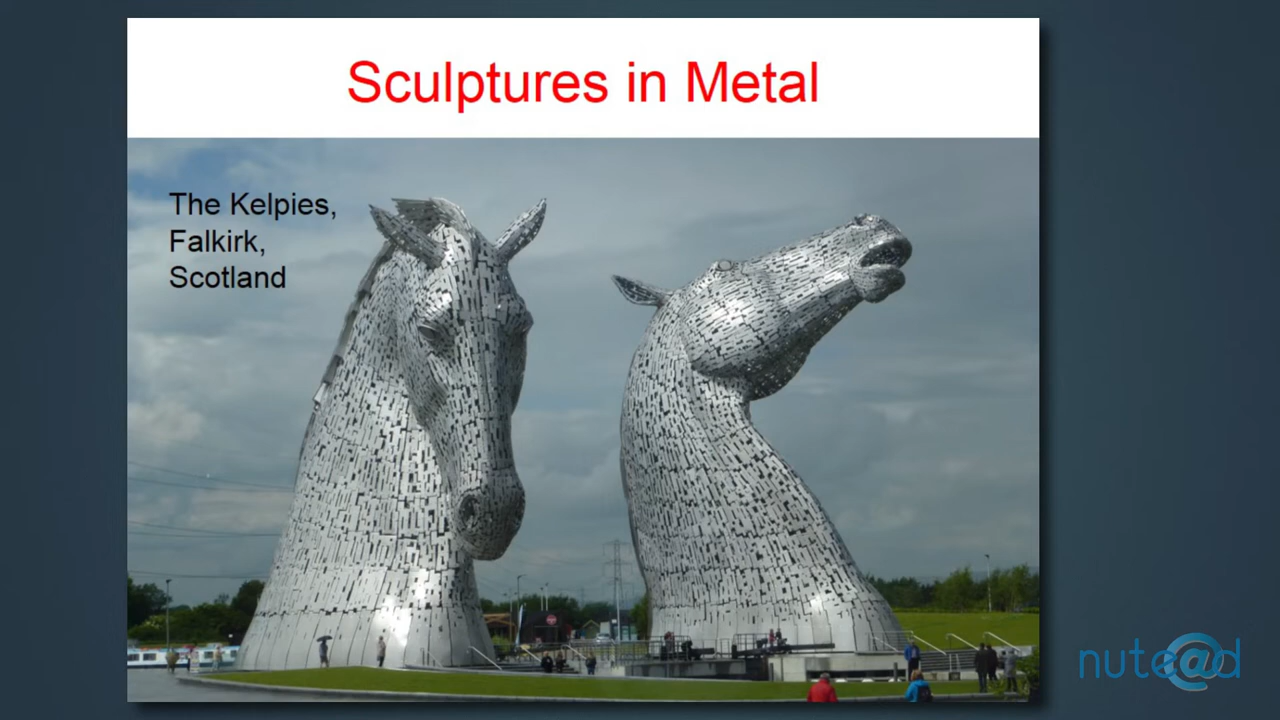 Sculptures in Metal
The Kelpies,
Falkirk,
Scotland
nute@d